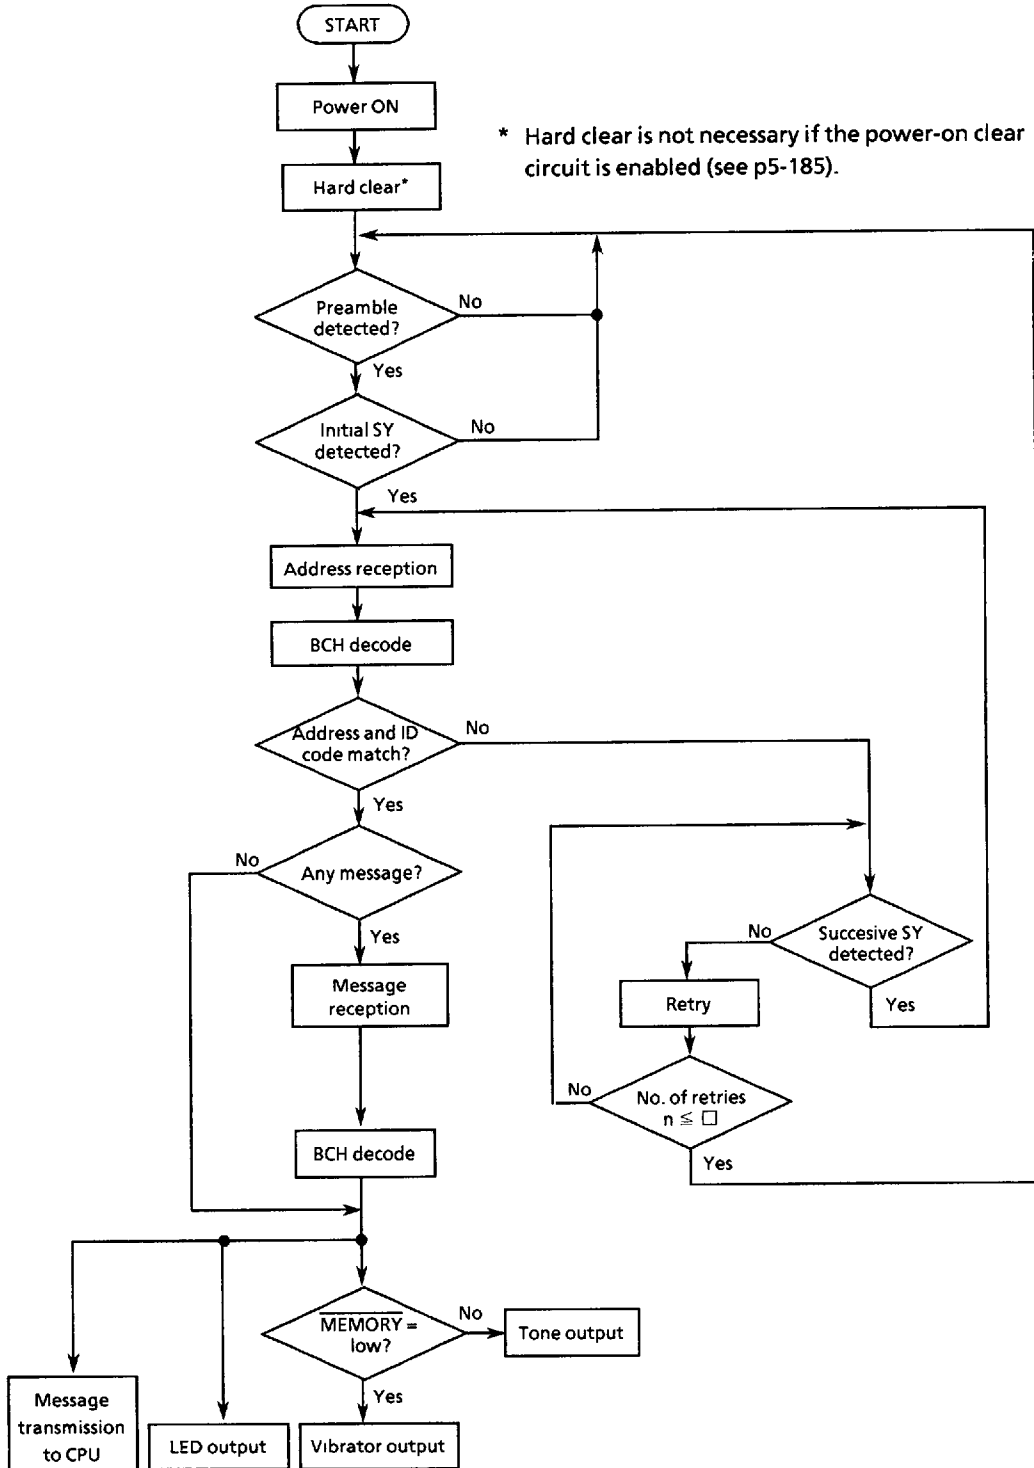 START
Power ON
* Hard clear is not necessary if the power-on clear
circuit is enabled (see p5-185).
Hard clear*
Preamble
detected?
No
Yes
Initial SY
detected?
No
Yes
Address reception
BCH decode
Address and ID
code match?
No
Yes
Any message?
No
Yes
Succesive SY
detected?
No
Yes
Message
reception
Retry
No. of retries
n ≦ □
No
Yes
BCH decode
MEMORY =
low?
No
Tone output
Yes
Message
transmission
to CPU
LED output
Vibrator output